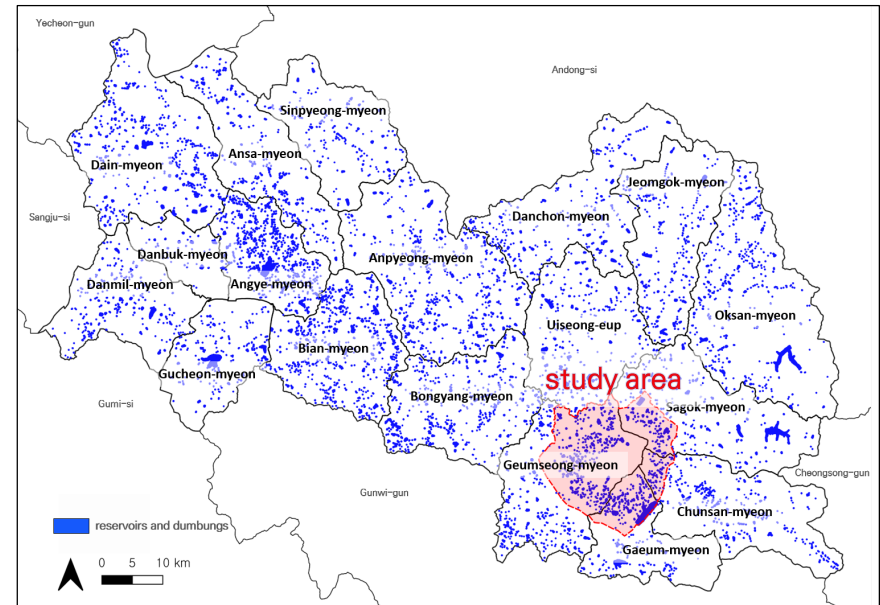 Yecheon-gun
Andong-si
Sinpyeong-myeon
Ansa-myeon
Dain-myeon
Jeomgok-myeon
Sangju-si
Danchon-myeon
Danbuk-myeon
Anpyeong-myeon
Danmil-myeon
Angye-myeon
Oksan-myeon
Uiseong-eup
Bian-myeon
Gucheon-myeon
study area
Bongyang-myeon
Gumi-si
Sagok-myeon
Geumseong-myeon
Cheongsong-gun
Gunwi-gun
Chunsan-myeon
reservoirs and dumbungs
Gaeum-myeon
0 5 10 km